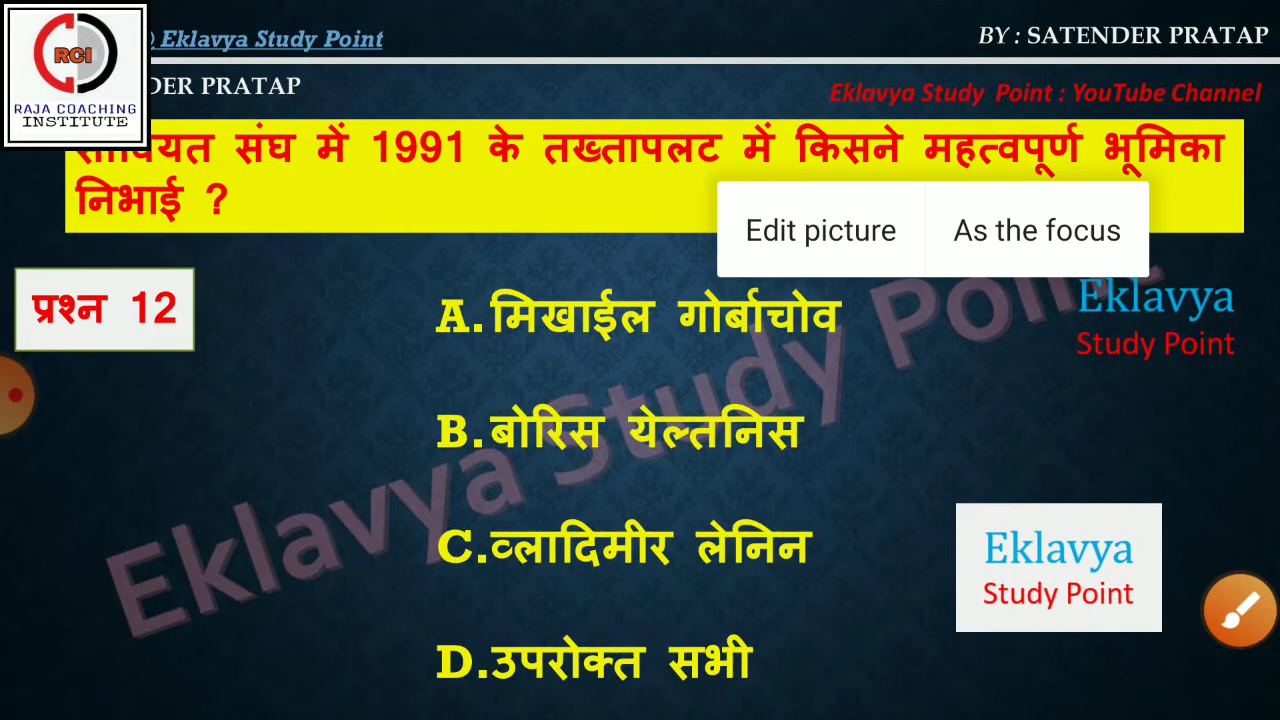 RCI
RAJA COACHING
INSTITUTE
@ Eklavya Study Point
BY : SATENDER PRATAP
PRATAP
Eklavya Study Point : YouTube Channel
संघ में 1991 के तख्तापलट में किसने महत्वपूर्ण भूमिका
निभाई ?
Edit picture As the focus
प्रश्न 12
A. मिखाईल गोर्बाचोव
Eklavya
Study Point
B. बोरिस येल्तनिस
Eklavya Study Point
C. व्लादिमीर लेनिन
Eklavya
Study Point
D. उपरोक्त सभी